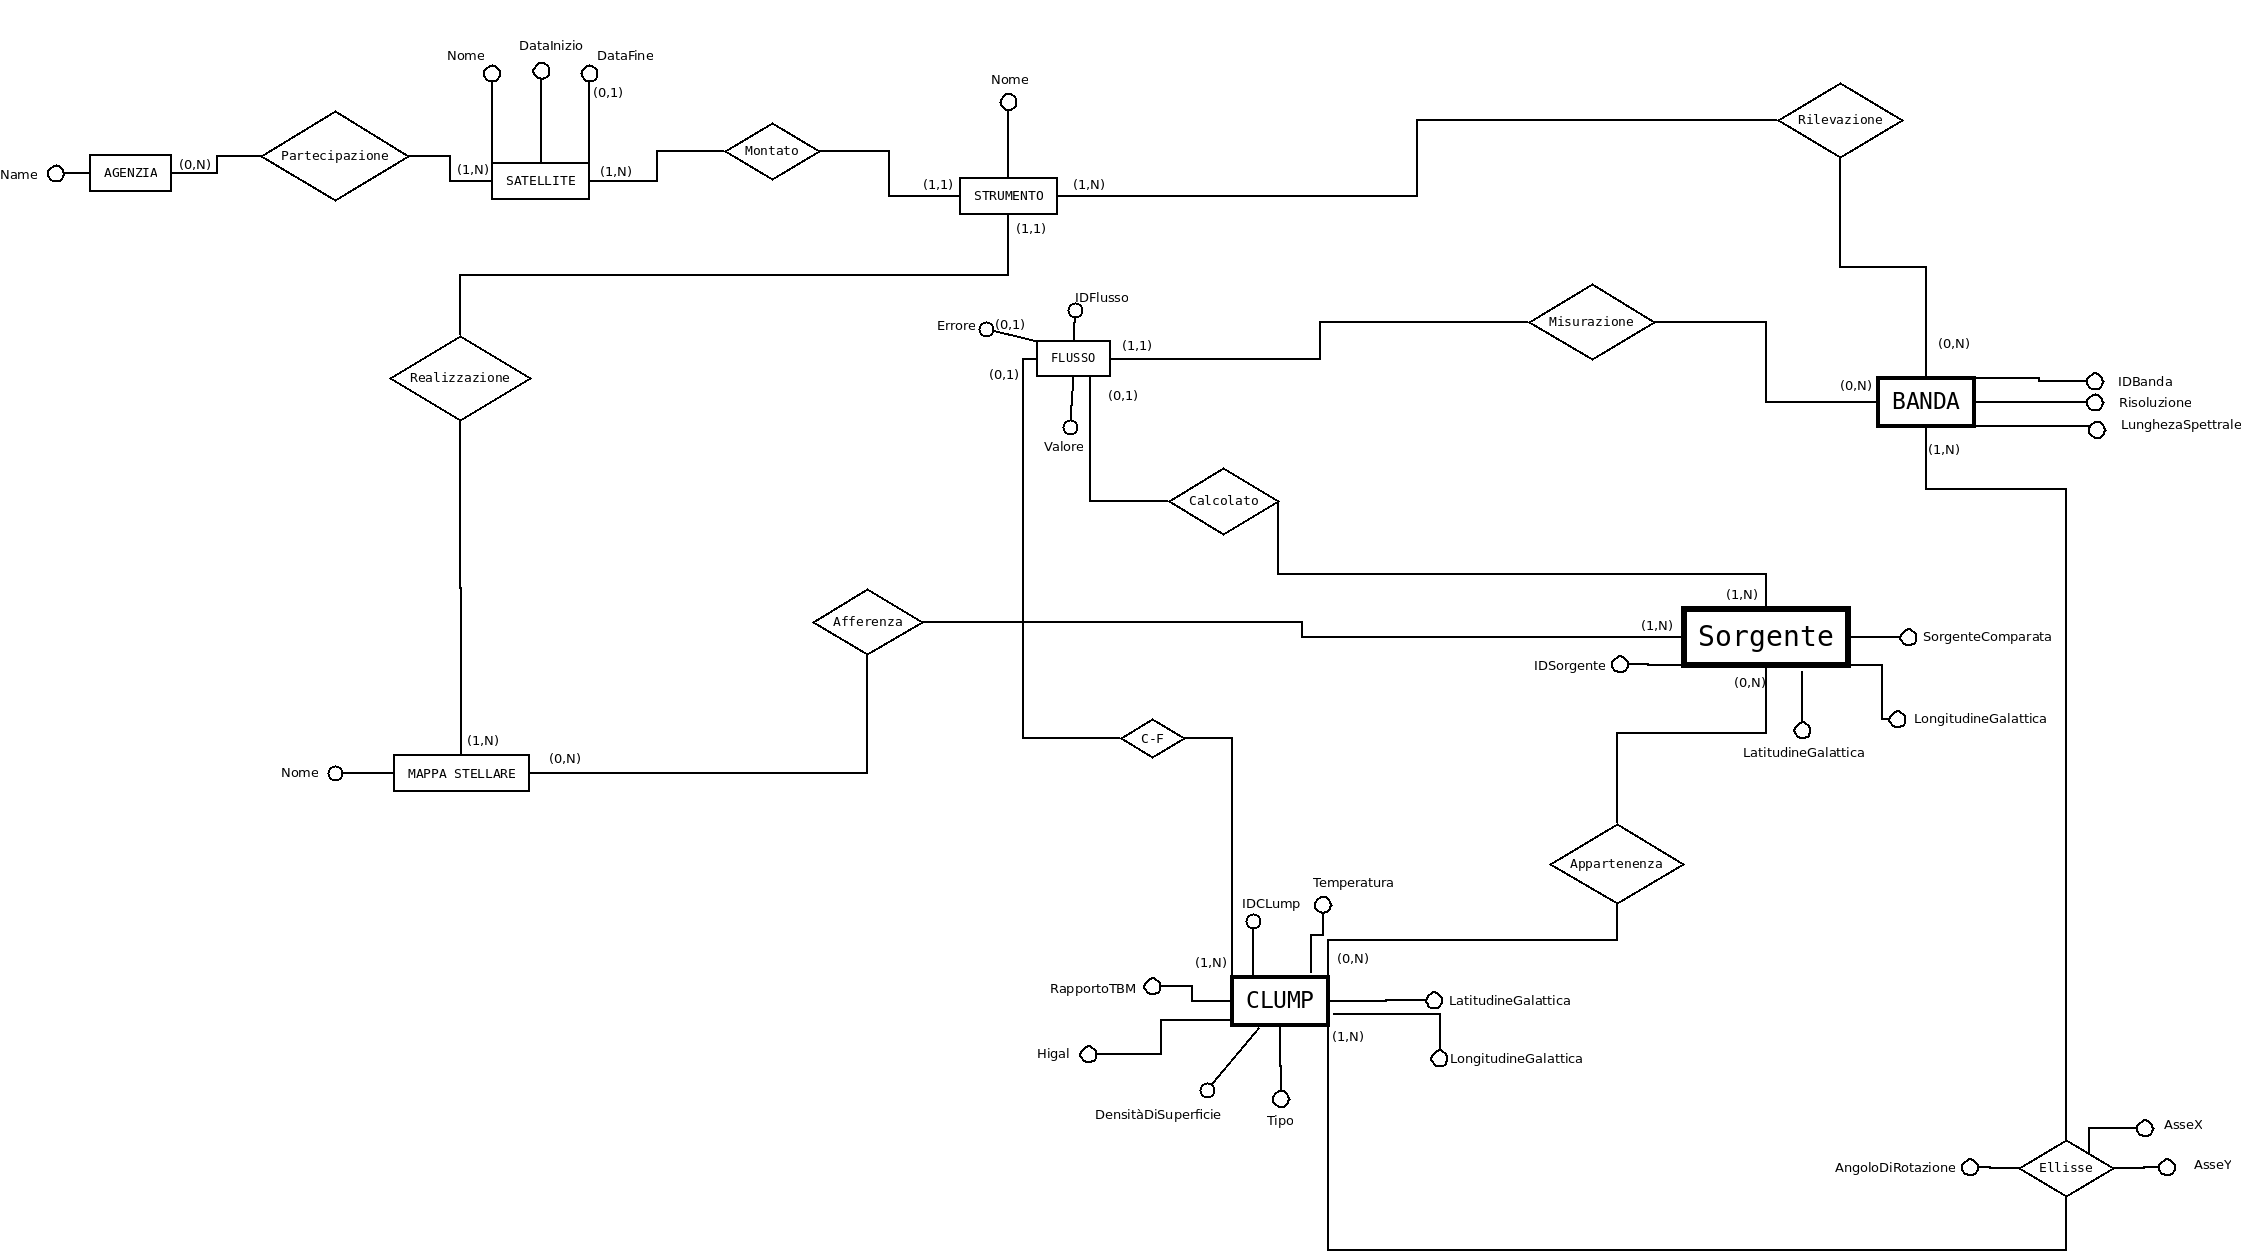 DataInizio
Nome
DataFine
Nome
(0,1)
Rilevazione
Partecipazione
Montato
(0,N)
Name
AGENZIA
(1,N)
SATELLITE
(1,N)
(1,1)
STRUMENTO
(1,N)
(1,1)
IDFlusso
Errore
(0,1)
Misurazione
(1,1)
(0,N)
FLUSSO
Realizzazione
(0,1)
(0,1)
(0,N)
BANDA
IDBanda
Risoluzione
LunghezaSpettrale
Valore
(1,N)
Calcolato
(1,N)
Afferenza
(1,N)
Sorgente
SorgenteComparata
IDSorgente
(0,N)
LongitudineGalattica
LatitudineGalattica
C-F
(1,N)
(0,N)
Nome
MAPPA STELLARE
Appartenenza
Temperatura
IDCLump
(1,N)
(0,N)
RapportoTBM
CLUMP
LatitudineGalattica
(1,N)
Higal
LongitudineGalattica
DensitàDiSuperficie
Tipo
AsseX
AngoloDiRotazione
Ellisse
AsseY